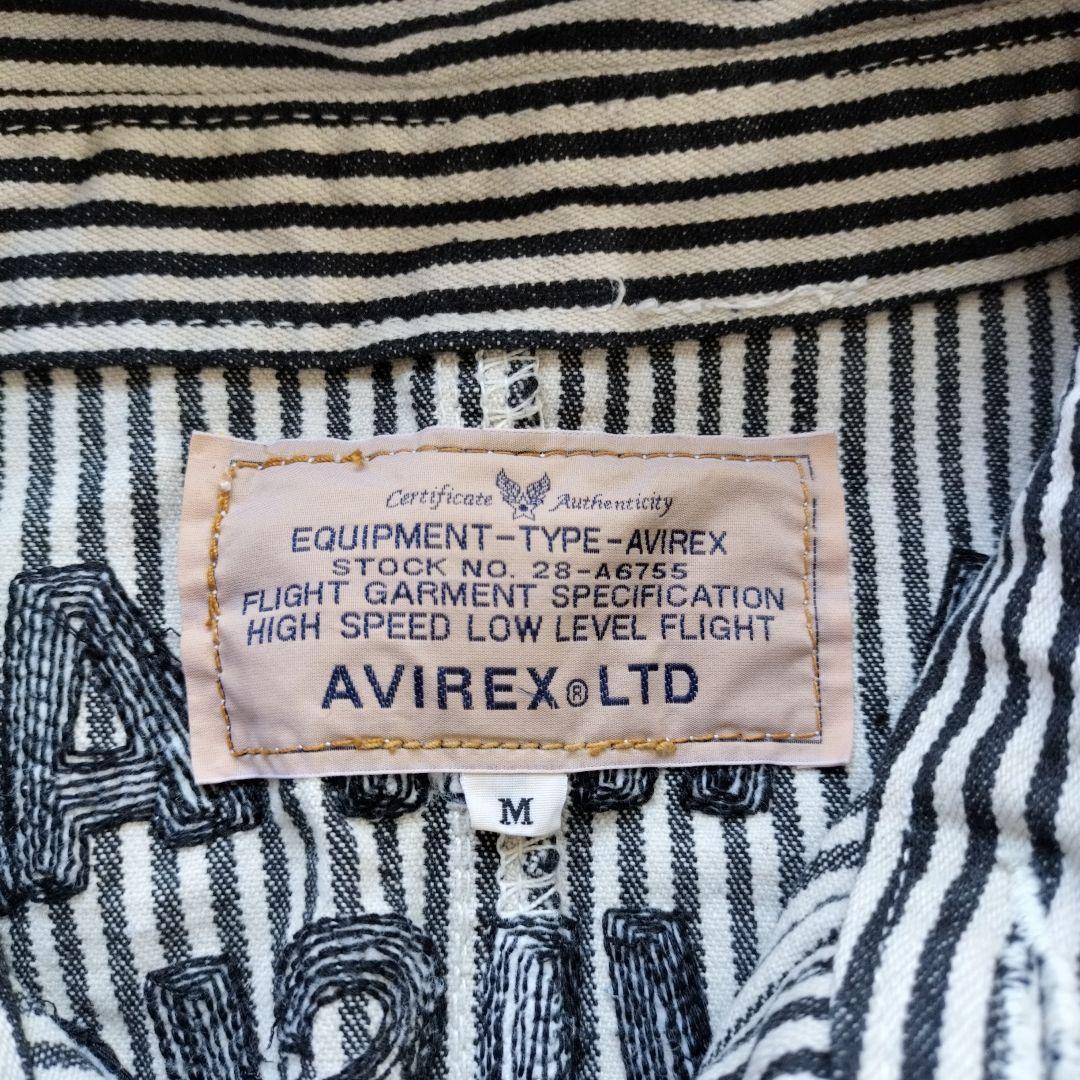 Certificate Authenticity
EQUIPMENT-TYPE-AVIREX
STOCK NO. 28-A6755
FLIGHT GARMENT SPECIFICATION
HIGH SPEED LOW LEVEL FLIGHT
AVIREX® LTD
M